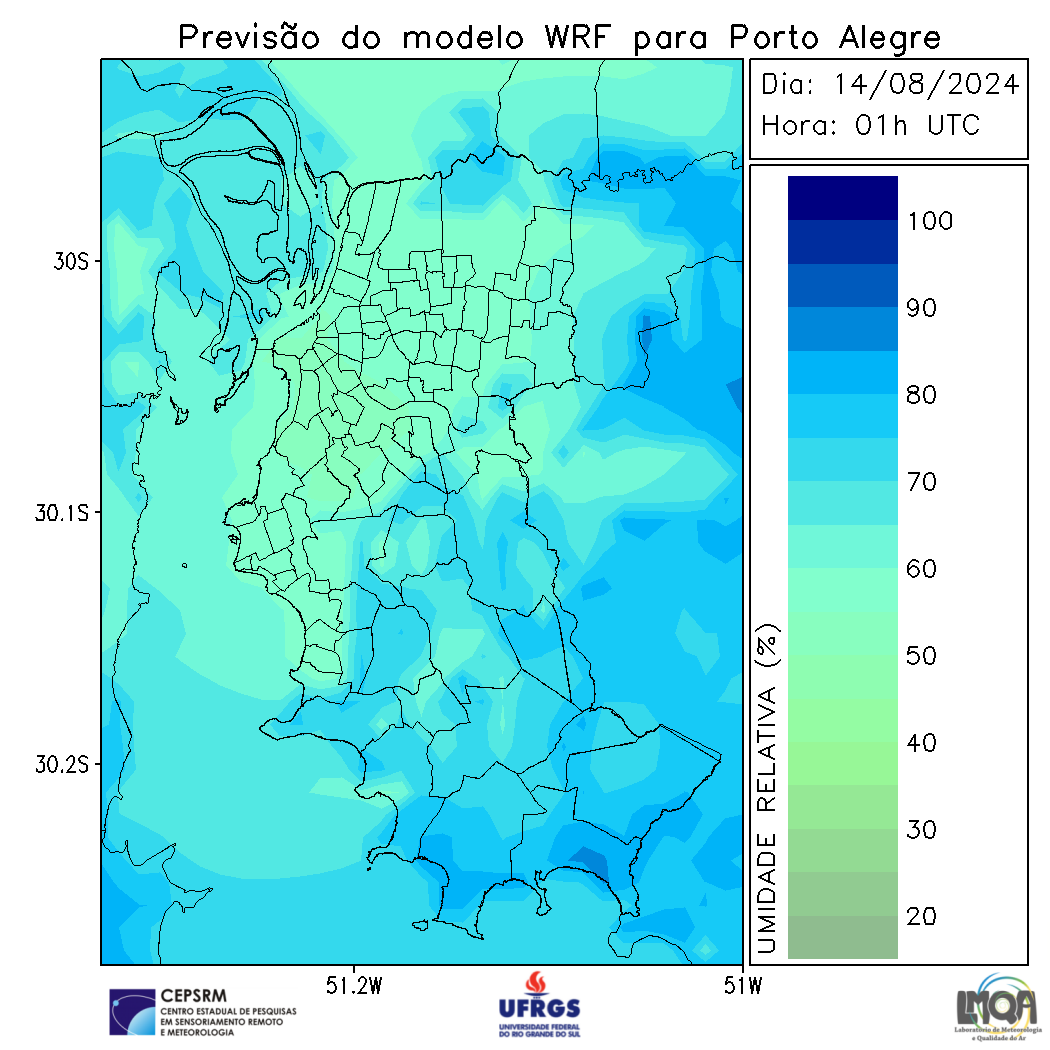 Previsão do modelo WRF para Porto Alegre
Dia: 14/08/2024
Hora: 01h UTC
100
90
80
70
60
50
40
30
20
UMIDADE RELATIVA (%)
30S
30.1S
30.2S
51.2W
51W
CEPSRM
CENTRO ESTADUAL DE PESQUISAS
EM SENSORIAMENTO REMOTO
E METEOROLOGIA
UFRGS
UNIVERSIDADE FEDERAL
DO RIO GRANDE DO SUL
LMQA
Laboratório de Meteorologia
e Qualidade do Ar